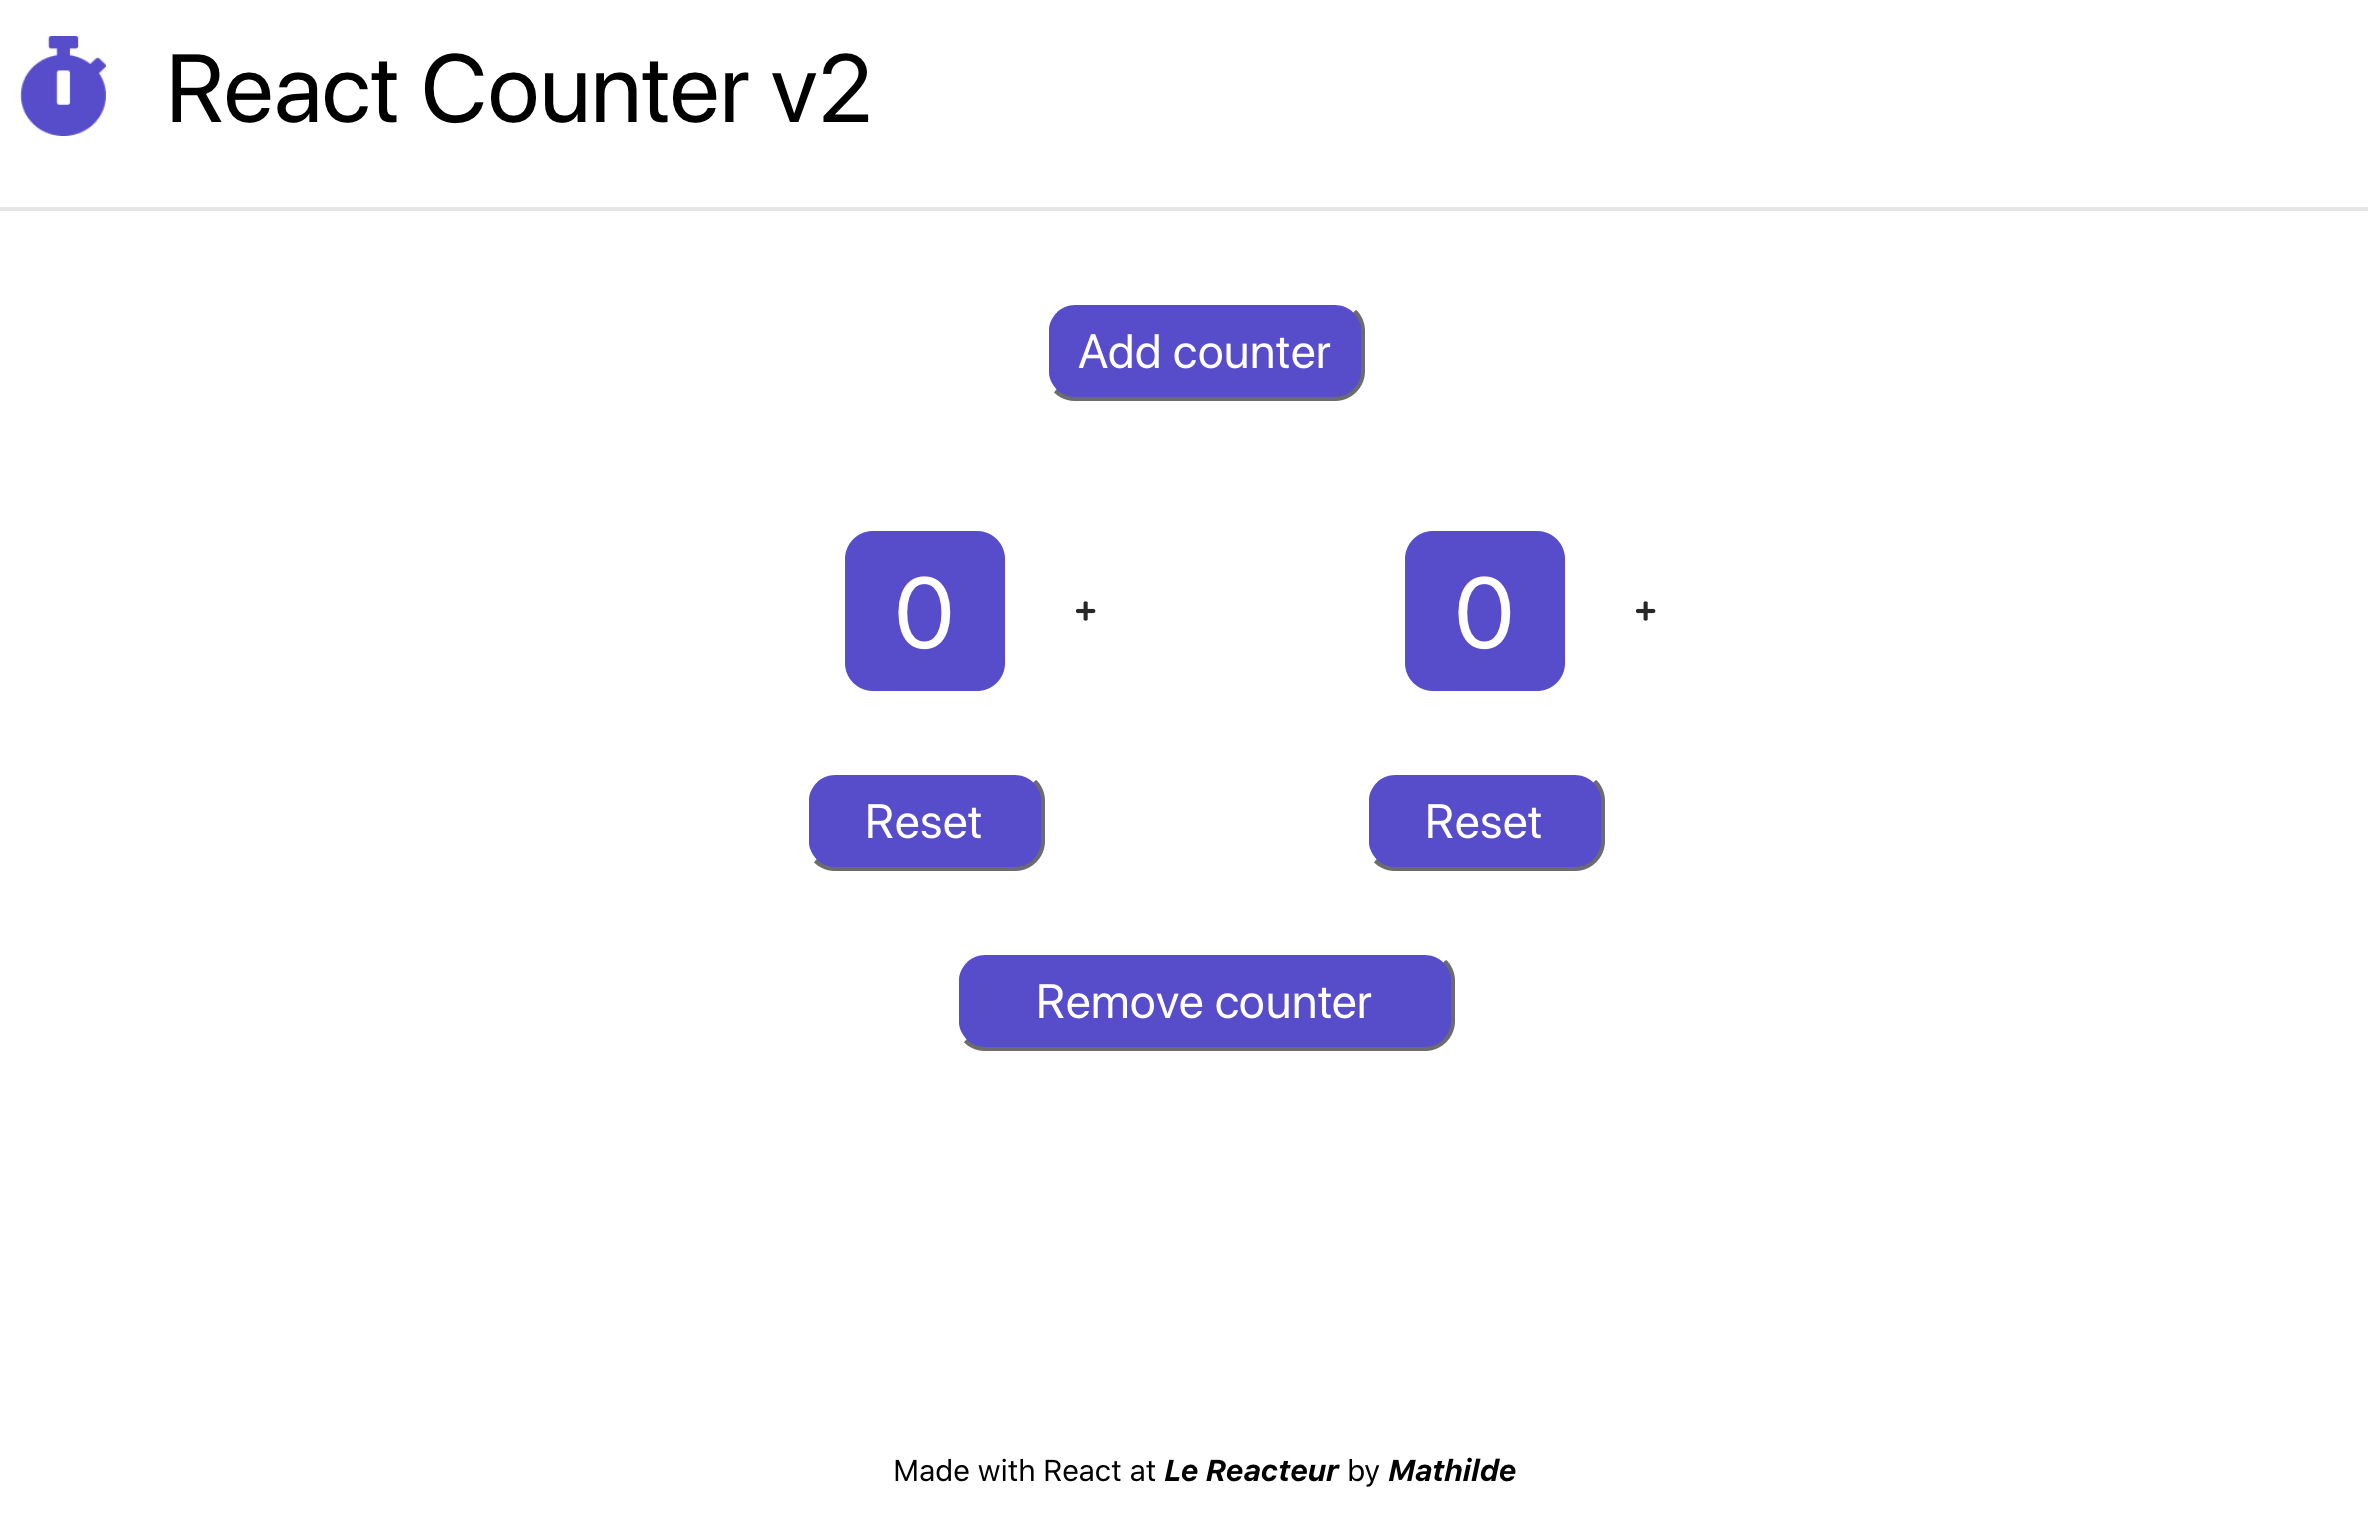 React Counter v2
Add counter
0 + 0 +
Reset Reset
Remove counter
Made with React at Le Reacteur by Mathilde